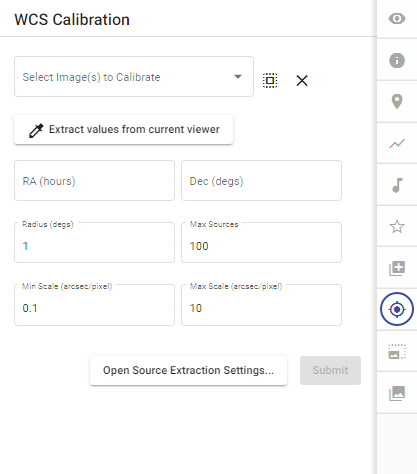 WCS Calibration
Select Image(s) to Calibrate
Extract values from current viewer
RA (hours)
Dec (degs)
Radius (degs)
1
Max Sources
100
Min Scale (arcsec/pixel)
0.1
Max Scale (arcsec/pixel)
10
Open Source Extraction Settings...
Submit